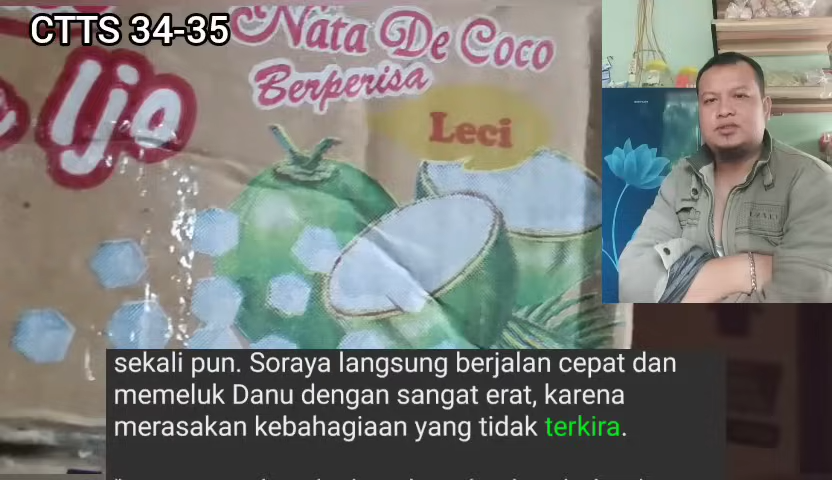 CTTS 34-35
Nata De Coco
Berperisa
Ijo
Leci
sekali pun. Soraya langsung berjalan cepat dan
memeluk Danu dengan sangat erat, karena
merasakan kebahagiaan yang tidak terkira.